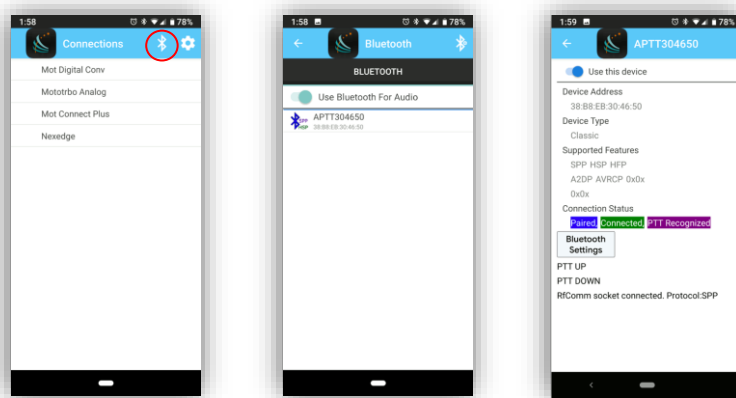 1:58
78%
Connections
Mot Digital Conv
Mototrbo Analog
Mot Connect Plus
Nexedge
1:58
78%
Bluetooth
BLUETOOTH
Use Bluetooth For Audio
SPP
HSP
APTT304650
38:B8:EB:30:46:50
1:59
78%
APTT304650
Use this device
Device Address
38:B8:EB:30:46:50
Device Type
Classic
Supported Features
SPP HSP HFP
A2DP AVRCP 0x0x
0x0x
Connection Status
Paired, Connected, PTT Recognized
Bluetooth
Settings
PTT UP
PTT DOWN
RfComm socket connected. Protocol:SPP